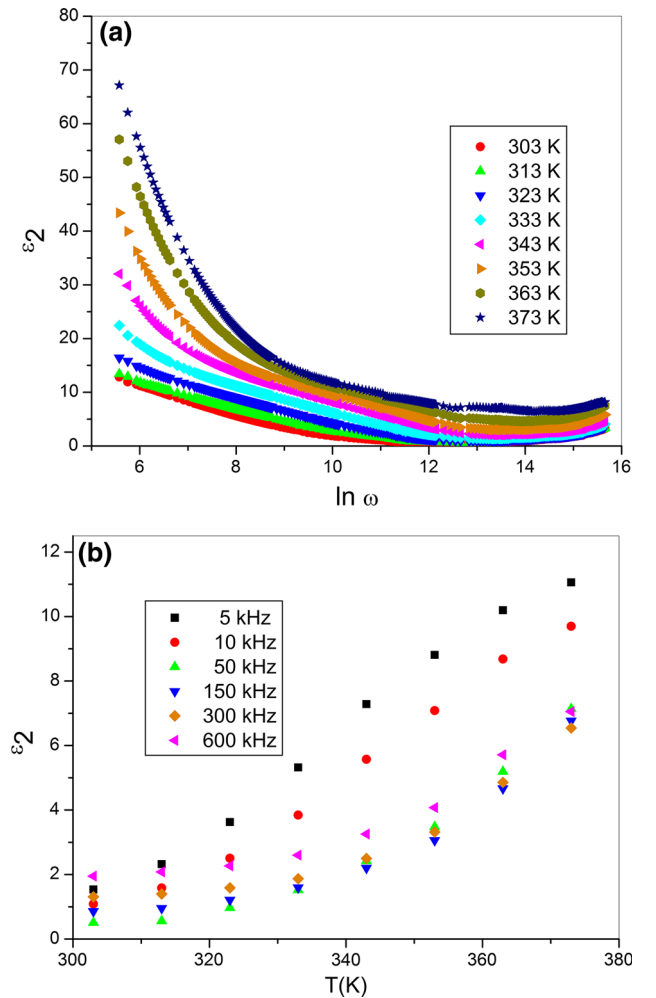 (a)
80
70
60
50
40
30
20
10
0
ε2
303 K
313 K
323 K
333 K
343 K
353 K
363 K
373 K
6 8 10 12 14 16
ln ω
(b)
12
10
8
6
4
2
0
ε2
5 kHz
10 kHz
50 kHz
150 kHz
300 kHz
600 kHz
300 320 340 360 380
T(K)